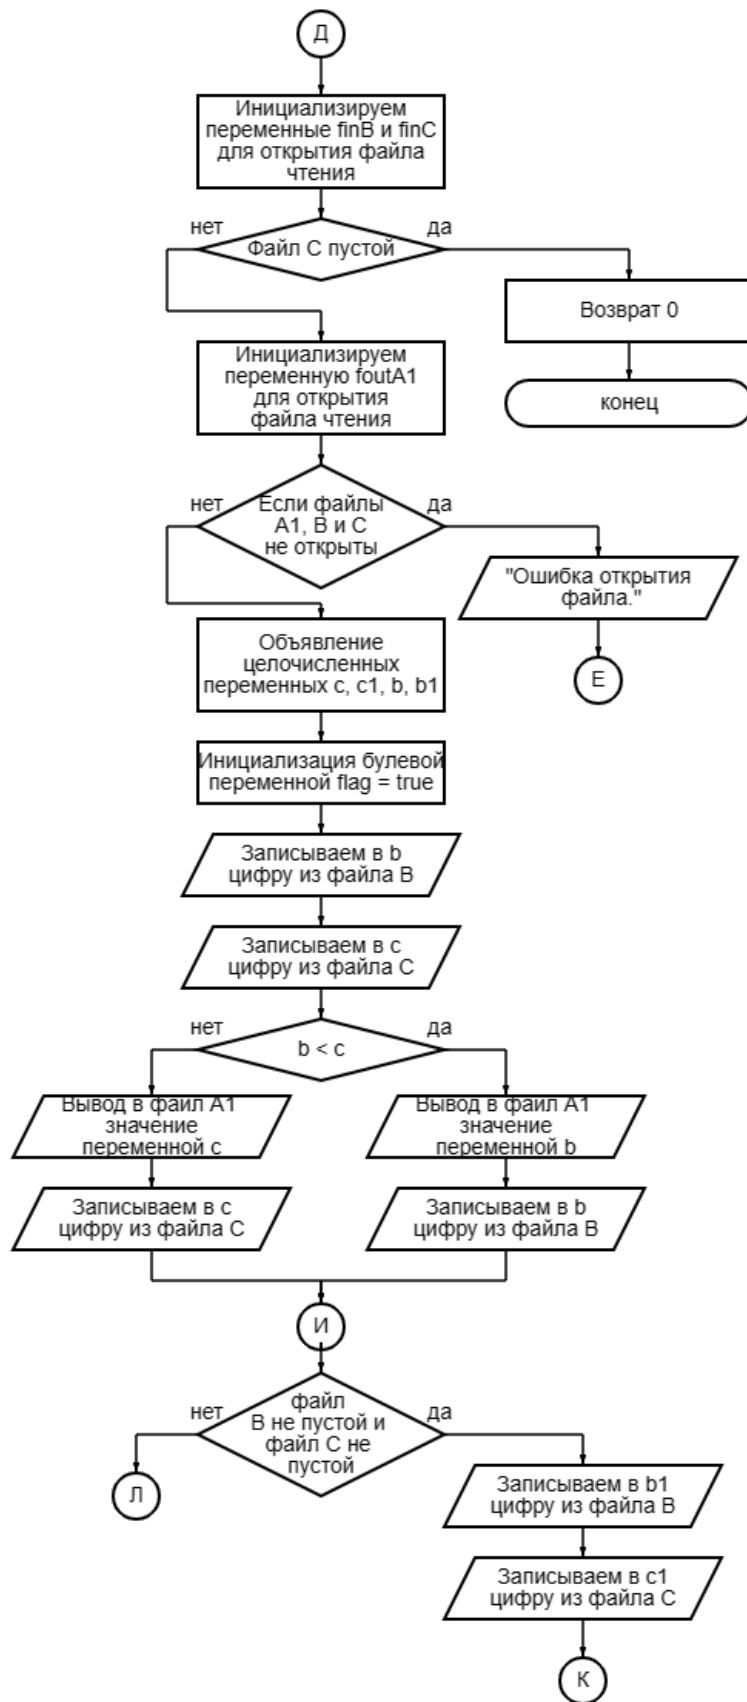 Д
Инициализируем
переменные finB и finC
для открытия файла
чтения
нет
да
Файл C пустой
Возврат 0
конец
Инициализируем
переменную foutA1
для открытия
файла чтения
нет
да
Если файлы
A1, B и C
не открыты
"Ошибка открытия
файла."
Е
Объявление
целочисленных
переменных c, c1, b, b1
Инициализация булевой
переменной flag = true
Записываем в b
цифру из файла B
Записываем в c
цифру из файла C
нет
да
b < c
Вывод в файл A1
значение
переменной c
Вывод в файл A1
значение
переменной b
Записываем в c
цифру из файла C
Записываем в b
цифру из файла B
И
нет
да
файл
B не пустой и
файл C не
пустой
Л
Записываем в b1
цифру из файла B
Записываем в c1
цифру из файла C
К